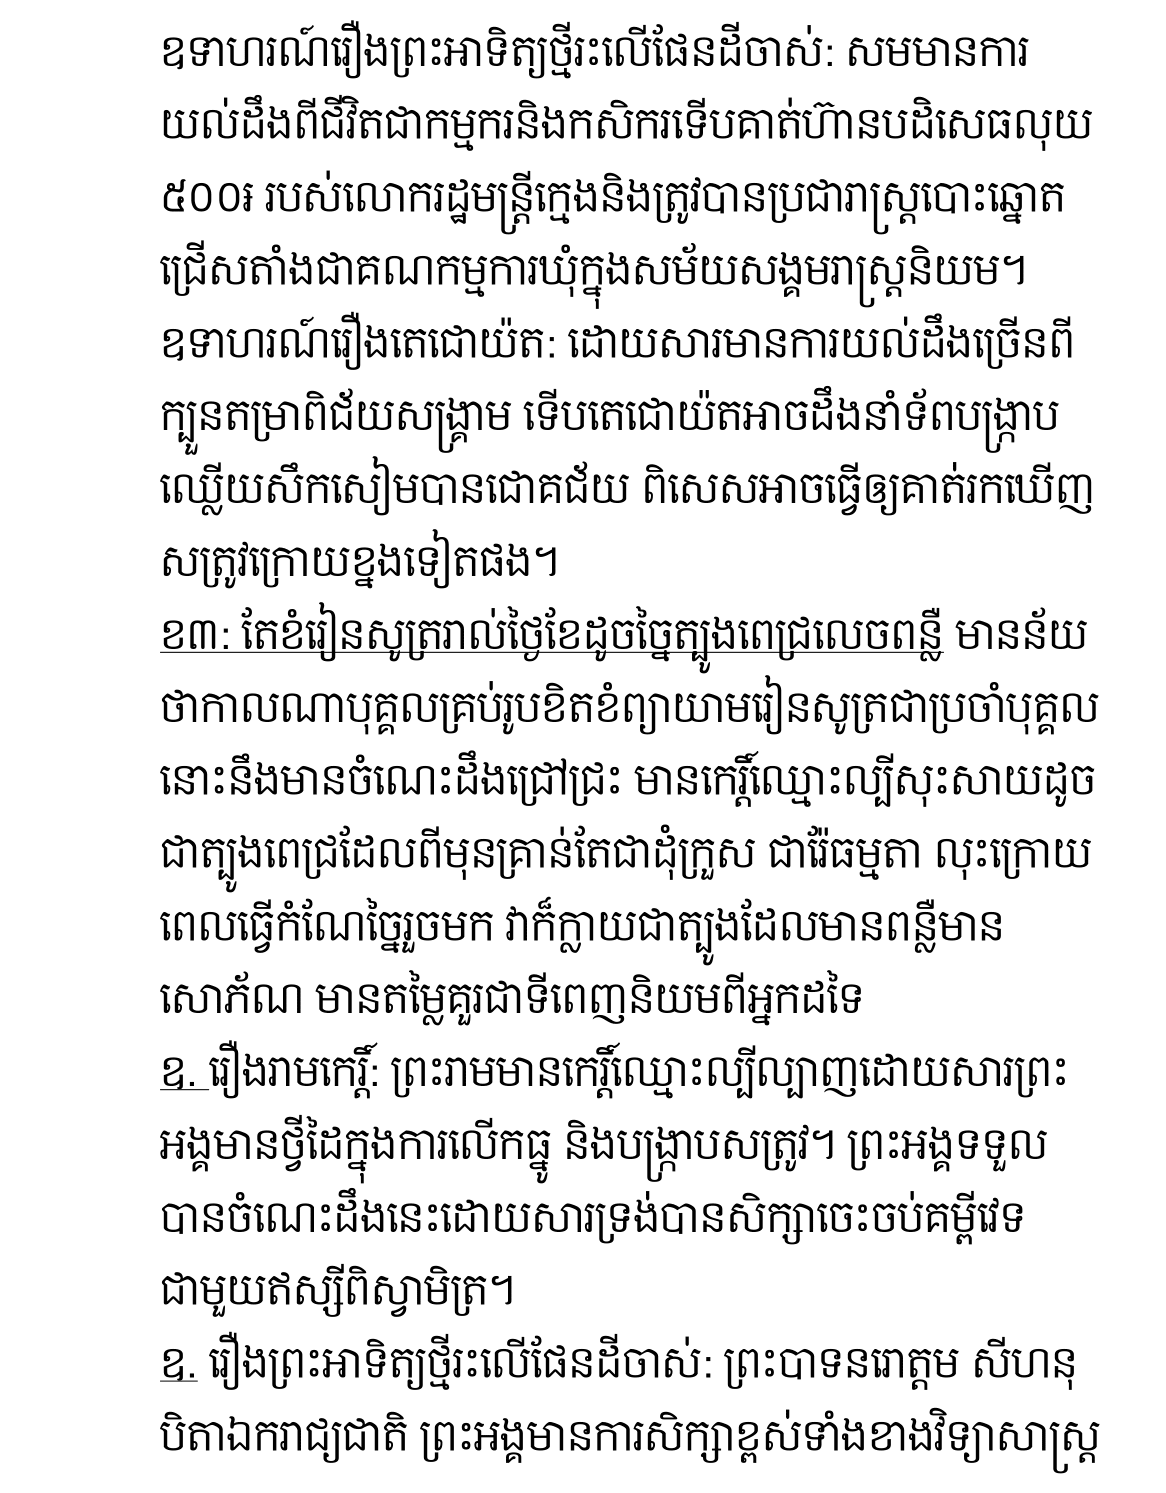 ឧទាហរណ៍រឿងព្រះអាទិត្យថ្មីរះលើផែនដីចាស់: សមមានការ
យល់ដឹងពីជីវិតជាកម្មករនិងកសិករទើបគាត់ហ៊ានបដិសេធលុយ
៥០០៛ របស់លោករដ្ឋមន្ត្រីក្មេងនិងត្រូវបានប្រជារាស្ត្របោះឆ្នោត
ជ្រើសតាំងជាគណកម្មការឃុំក្នុងសម័យសង្គមរាស្ត្រនិយម។
ឧទាហរណ៍រឿងតេជោយ៉ត: ដោយសារមានការយល់ដឹងច្រើនពី
ក្បួនតម្រាពិជ័យសង្គ្រាម ទើបតេជោយ៉តអាចដឹងនាំទ័ពបង្ក្រាប
ឈ្លើយសឹកសៀមបានជោគជ័យ ពិសេសអាចធ្វើឲ្យគាត់រកឃើញ
សត្រូវក្រោយខ្នងទៀតផង។
ខ៣: តែខំរៀនសូត្ររាល់ថ្ងៃខែដូចច្នៃត្បូងពេជ្រលេចពន្លឺ មានន័យ
ថាកាលណាបុគ្គលគ្រប់រូបខិតខំព្យាយាមរៀនសូត្រជាប្រចាំបុគ្គល
នោះនឹងមានចំណេះដឹងជ្រៅជ្រះ មានកេរ្តិ៍ឈ្មោះល្បីសុះសាយដូច
ជាត្បូងពេជ្រដែលពីមុនគ្រាន់តែជាដុំក្រួស ជារ៉ែធម្មតា លុះក្រោយ
ពេលធ្វើកំណែច្នៃរួចមក វាក៏ក្លាយជាត្បូងដែលមានពន្លឺមាន
សោភ័ណ មានតម្លៃគួរជាទីពេញនិយមពីអ្នកដទៃ
ឧ. រឿងរាមកេរ្តិ៍: ព្រះរាមមានកេរ្តិ៍ឈ្មោះល្បីល្បាញដោយសារព្រះ
អង្គមានថ្វីដៃក្នុងការលើកធ្នូ និងបង្ក្រាបសត្រូវ។ ព្រះអង្គទទួល
បានចំណេះដឹងនេះដោយសារទ្រង់បានសិក្សាចេះចប់គម្ពីវេទ
ជាមួយឥស្សីពិស្វាមិត្រ។
ឧ. រឿងព្រះអាទិត្យថ្មីរះលើផែនដីចាស់: ព្រះបាទនរោត្តម សីហនុ
បិតាឯករាជ្យជាតិ ព្រះអង្គមានការសិក្សាខ្ពស់ទាំងខាងវិទ្យាសាស្ត្រ